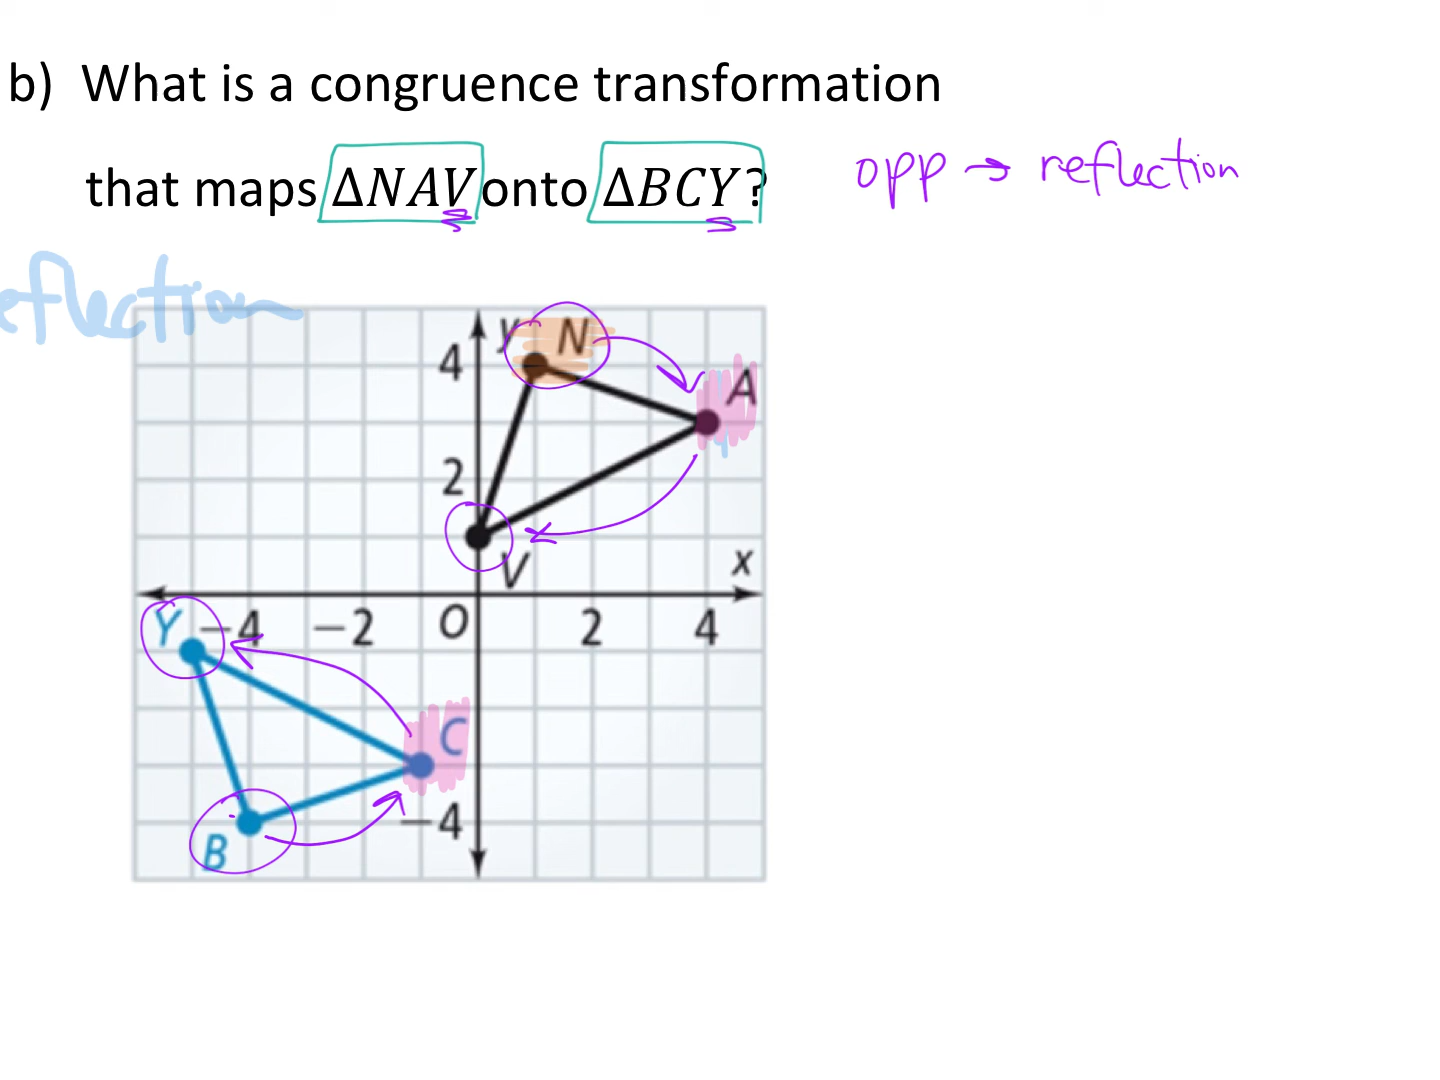 b) What is a congruence transformation
that maps ΔNAV onto ΔBCY?
opp → reflection
eflection
y N
4
A
2
V
x
Y -4 -2 O 2 4
C
-4
B